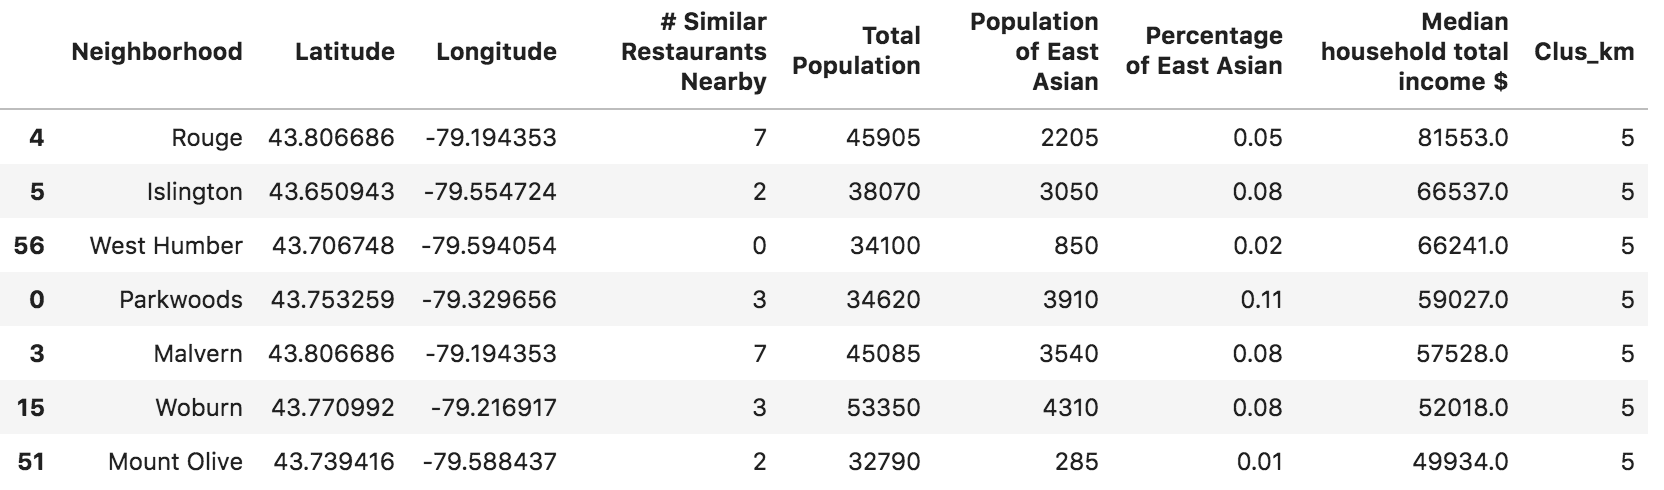 Neighborhood Latitude Longitude # Similar Restaurants Nearby Total Population Population of East Asian Percentage of East Asian Median household total income $ Clus_km
4 Rouge 43.806686 -79.194353 7 45905 2205 0.05 81553.0 5
5 Islington 43.650943 -79.554724 2 38070 3050 0.08 66537.0 5
56 West Humber 43.706748 -79.594054 0 34100 850 0.02 66241.0 5
0 Parkwoods 43.753259 -79.329656 3 34620 3910 0.11 59027.0 5
3 Malvern 43.806686 -79.194353 7 45085 3540 0.08 57528.0 5
15 Woburn 43.770992 -79.216917 3 53350 4310 0.08 52018.0 5
51 Mount Olive 43.739416 -79.588437 2 32790 285 0.01 49934.0 5